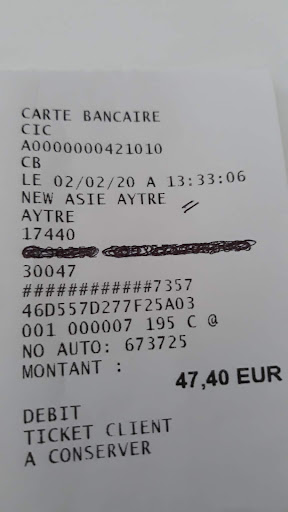 CARTE BANCAIRE
CIC
A0000000421010
CB
LE 02/02/20 A 13:33:06
NEW ASIE AYTRE
AYTRE
17440
30047
############7357
46D557D277F25A03
001 000007 195 C @
NO AUTO: 673725
MONTANT :
47,40 EUR
DEBIT
TICKET CLIENT
A CONSERVER